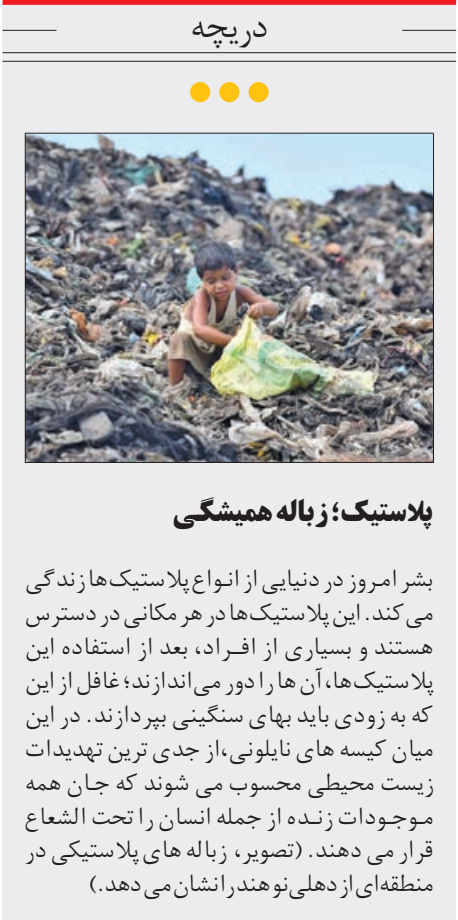 دریچه
پلاستیک؛ زباله همیشگی
بشر امروز در دنیایی از انواع پلاستیک‌ها زندگی
می کند. این پلاستیک‌ها در هر مکانی در دسترس
هستند و بسیاری از افـراد، بعد از استفاده این
پلاستیک‌ها، آن ها را دور می‌اندازند؛ غافل از این
که به زودی باید بهای سنگینی بپردازند. در این
میان کیسه های نایلونی،از جدی ترین تهدیدات
زیست محیطی محسوب می شوند که جـان همه
مـوجـودات زنـده از جمله انسان را تحت الشعاع
قرار می دهند. (تصویر، زباله های پلاستیکی در
منطقه‌ای از دهلی‌نو هند را نشان می‌دهد.)